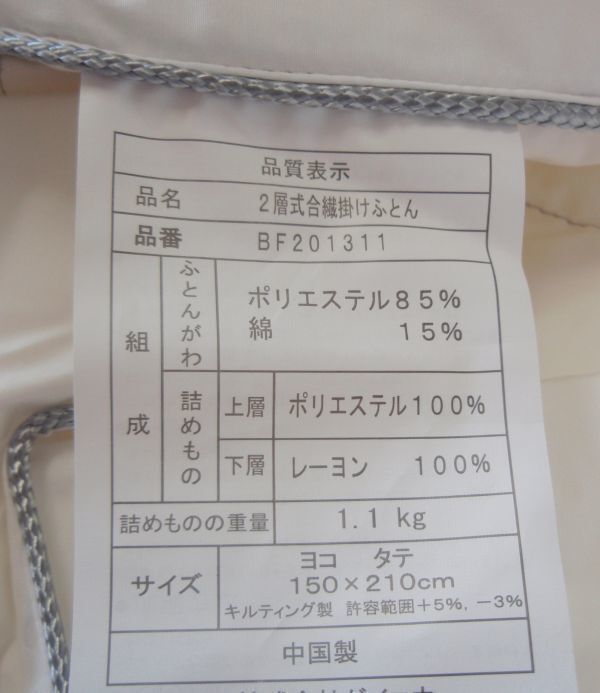 品質表示
品名 2層式合繊掛けふとん
品番 BF201311
組成 ふとんがわ ポリエステル85%
綿 15%
詰めもの 上層 ポリエステル100%
下層 レーヨン 100%
詰めものの重量 1.1 kg
サイズ ヨコ タテ
150×210cm
キルティング製 許容範囲+5%, -3%
中国製